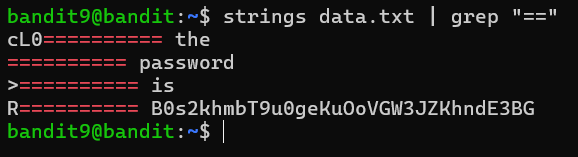 bandit9@bandit:~$ strings data.txt | grep "=="
cL0========== the
========== password
>========== is
R========== B0s2khmbT9u0geKuOoVGW3JZKhndE3BG
bandit9@bandit:~$